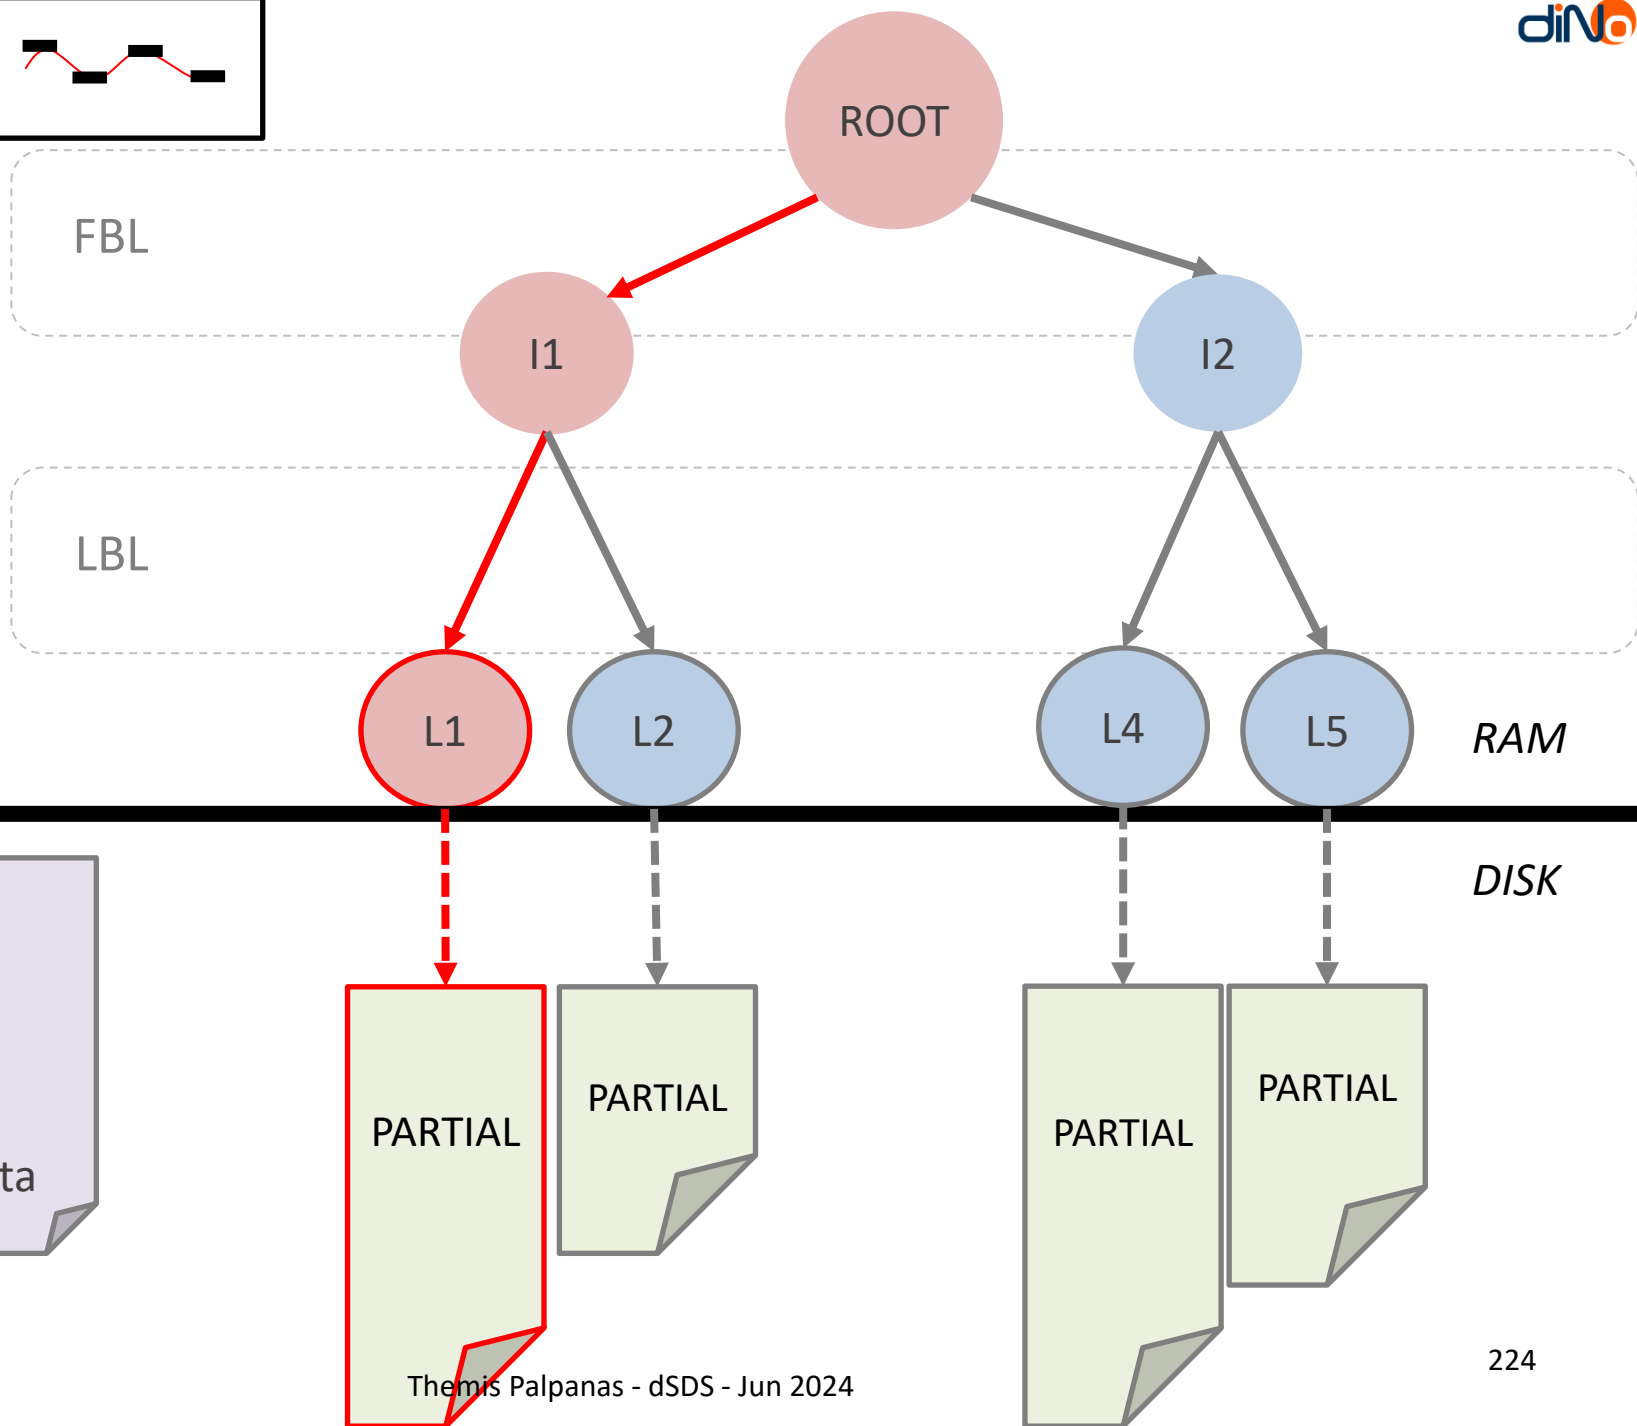 diNo
ROOT
FBL
I1
I2
LBL
L1
L2
L4
L5
RAM
DISK
PARTIAL
PARTIAL
PARTIAL
PARTIAL
ta
Themis Palpanas - dSDS - Jun 2024
224